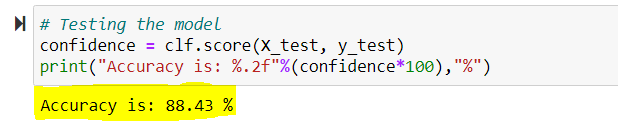 # Testing the model
confidence = clf.score(X_test, y_test)
print("Accuracy is: %.2f"%(confidence*100),"%")
Accuracy is: 88.43 %